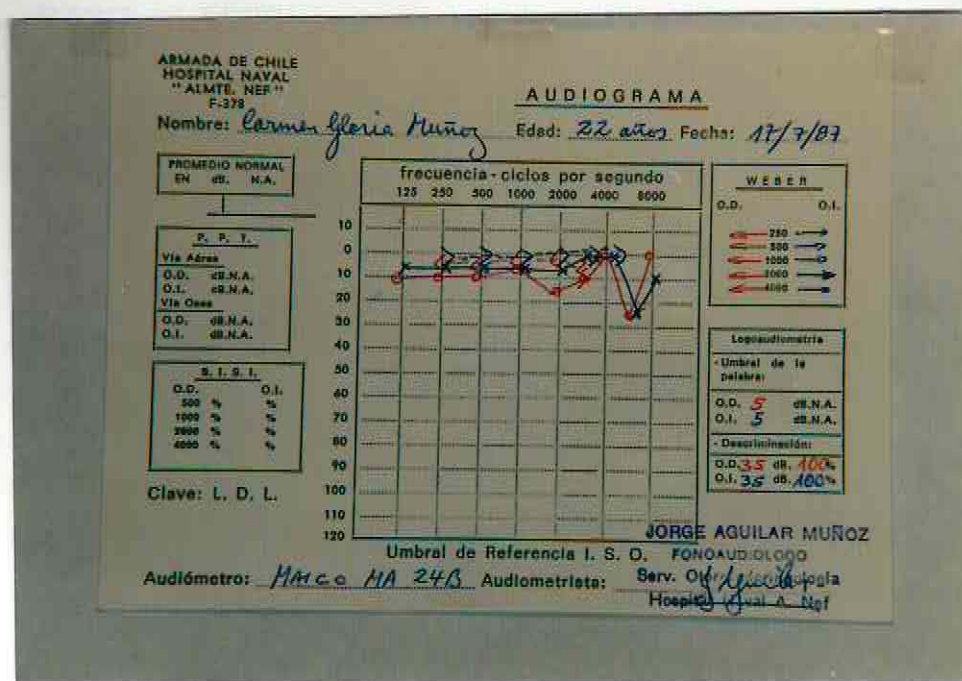 ARMADA DE CHILE
HOSPITAL NAVAL
"ALMTE. NEF"
F-378
AUDIOGRAMA
Nombre: Carmen Gloria Muñoz Edad: 22 años Fecha: 17/7/87
PROMEDIO NORMAL
EN dB. N.A.
P. P. T.
Vía Aérea
O.D. dB.N.A.
O.I. dB.N.A.
Vía Osea
O.D. dB.N.A.
O.I. dB.N.A.
S. I. S. I.
O.D. O.I.
500 % %
1000 % %
2000 % %
4000 % %
Clave: L. D. L.
frecuencia - ciclos por segundo
125 250 500 1000 2000 4000 8000
10
0
10
20
30
40
50
60
70
80
90
100
110
120
Umbral de Referencia I. S. O.
WEBER
O.D. O.I.
250
500
1000
2000
4000
Logoaudiometría
- Umbral de la
palabra:
O.D. 5 dB.N.A.
O.I. 5 dB.N.A.
- Descriminación:
O.D. 35 dB. 100%
O.I. 35 dB. 100%
JORGE AGUILAR MUÑOZ
FONOAUDIOLOGO
Audiómetro: MAICO MA 24B Audiometrista:
Serv.
Hospital Naval A. Nef